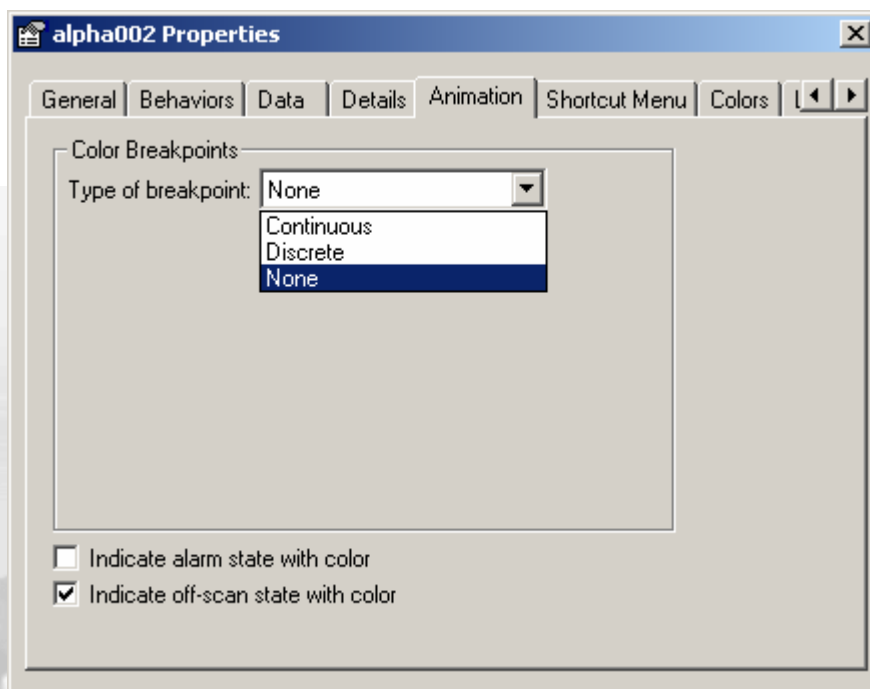 alpha002 Properties
General Behaviors Data Details Animation Shortcut Menu Colors
Color Breakpoints
Type of breakpoint: None
Continuous
Discrete
None
Indicate alarm state with color
Indicate off-scan state with color